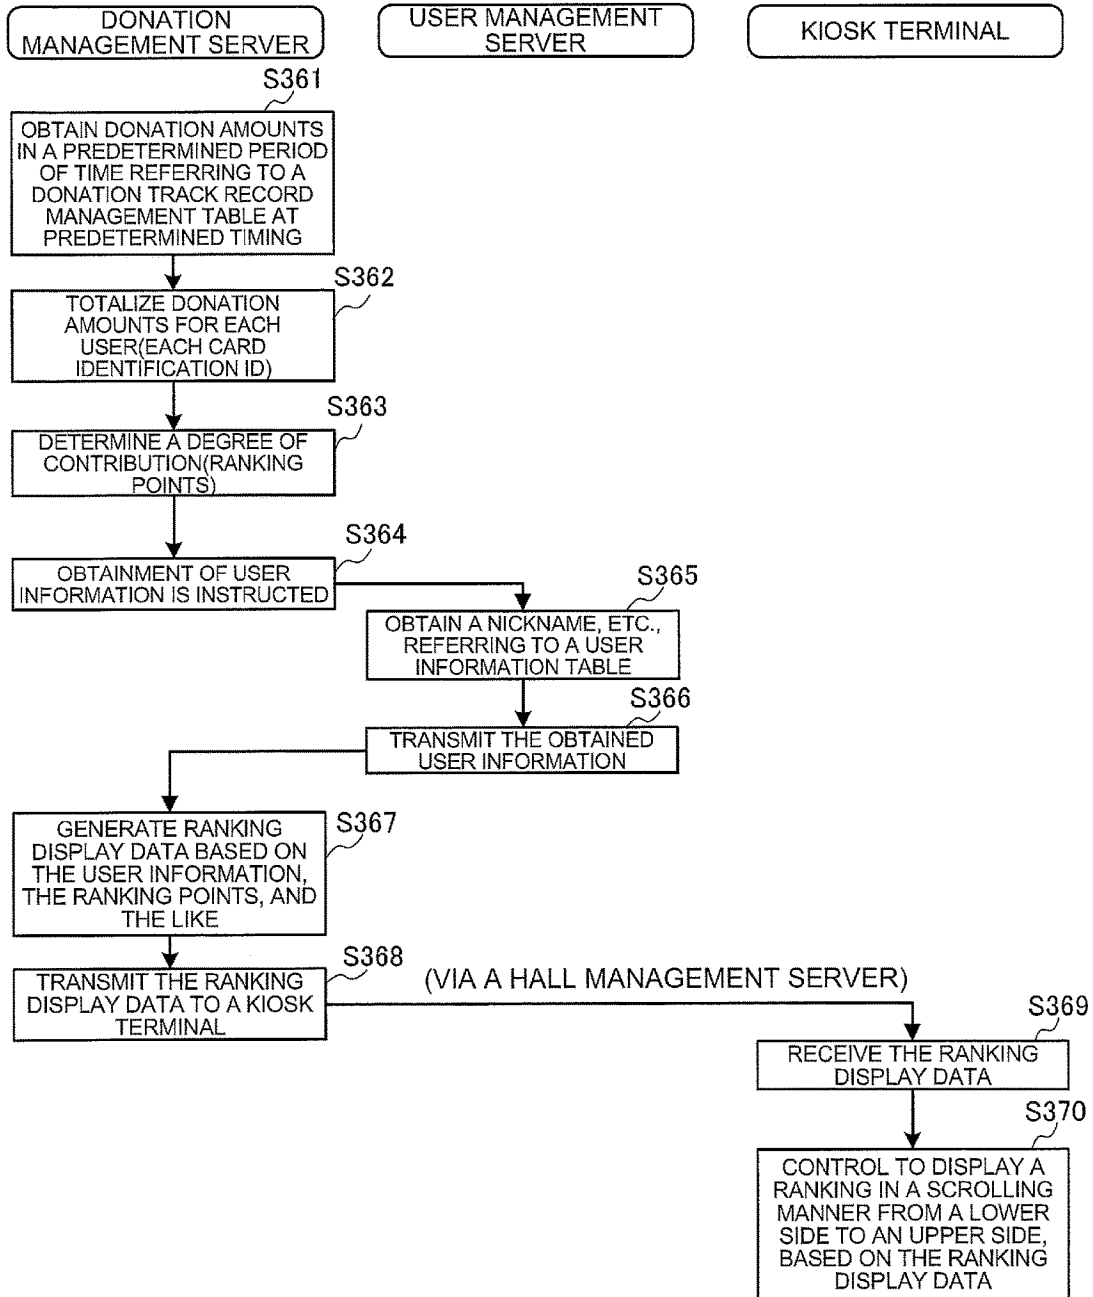 DONATION
MANAGEMENT SERVER
USER MANAGEMENT
SERVER
KIOSK TERMINAL
S361
OBTAIN DONATION AMOUNTS
IN A PREDETERMINED PERIOD
OF TIME REFERRING TO A
DONATION TRACK RECORD
MANAGEMENT TABLE AT
PREDETERMINED TIMING
S362
TOTALIZE DONATION
AMOUNTS FOR EACH
USER(EACH CARD
IDENTIFICATION ID)
S363
DETERMINE A DEGREE OF
CONTRIBUTION(RANKING
POINTS)
S364
OBTAINMENT OF USER
INFORMATION IS INSTRUCTED
S365
OBTAIN A NICKNAME, ETC.,
REFERRING TO A USER
INFORMATION TABLE
S366
TRANSMIT THE OBTAINED
USER INFORMATION
S367
GENERATE RANKING
DISPLAY DATA BASED ON
THE USER INFORMATION,
THE RANKING POINTS, AND
THE LIKE
S368
TRANSMIT THE RANKING
DISPLAY DATA TO A KIOSK
TERMINAL
(VIA A HALL MANAGEMENT SERVER)
S369
RECEIVE THE RANKING
DISPLAY DATA
S370
CONTROL TO DISPLAY A
RANKING IN A SCROLLING
MANNER FROM A LOWER
SIDE TO AN UPPER SIDE,
BASED ON THE RANKING
DISPLAY DATA